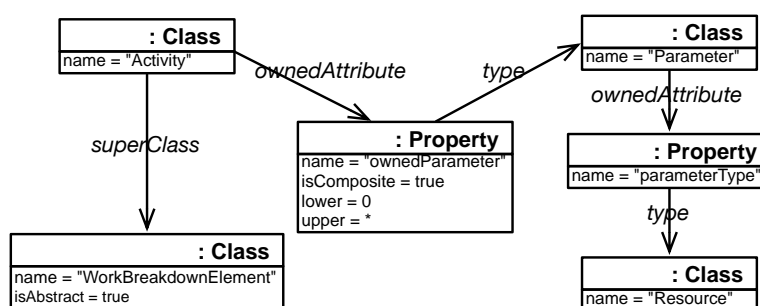 : Class
name = "Activity"
: Class
name = "Parameter"
ownedAttribute
type
ownedAttribute
superClass
: Property
name = "ownedParameter"
isComposite = true
lower = 0
upper = *
: Property
name = "parameterType"
type
: Class
name = "WorkBreakdownElement"
isAbstract = true
: Class
name = "Resource"